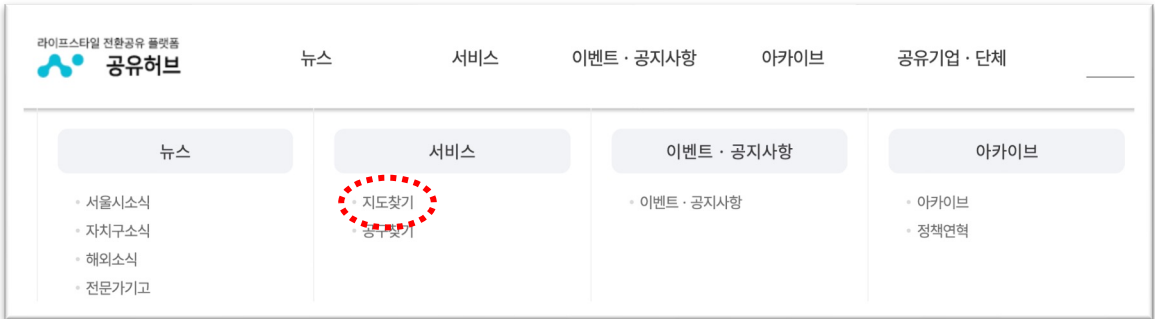 라이프스타일 전환공유 플랫폼
공유허브
뉴스 서비스 이벤트 · 공지사항 아카이브 공유기업 · 단체
뉴스 서비스 이벤트 · 공지사항 아카이브
서울시소식 지도찾기 이벤트 · 공지사항 아카이브
자치구소식 공구찾기 정책연혁
해외소식
전문가기고